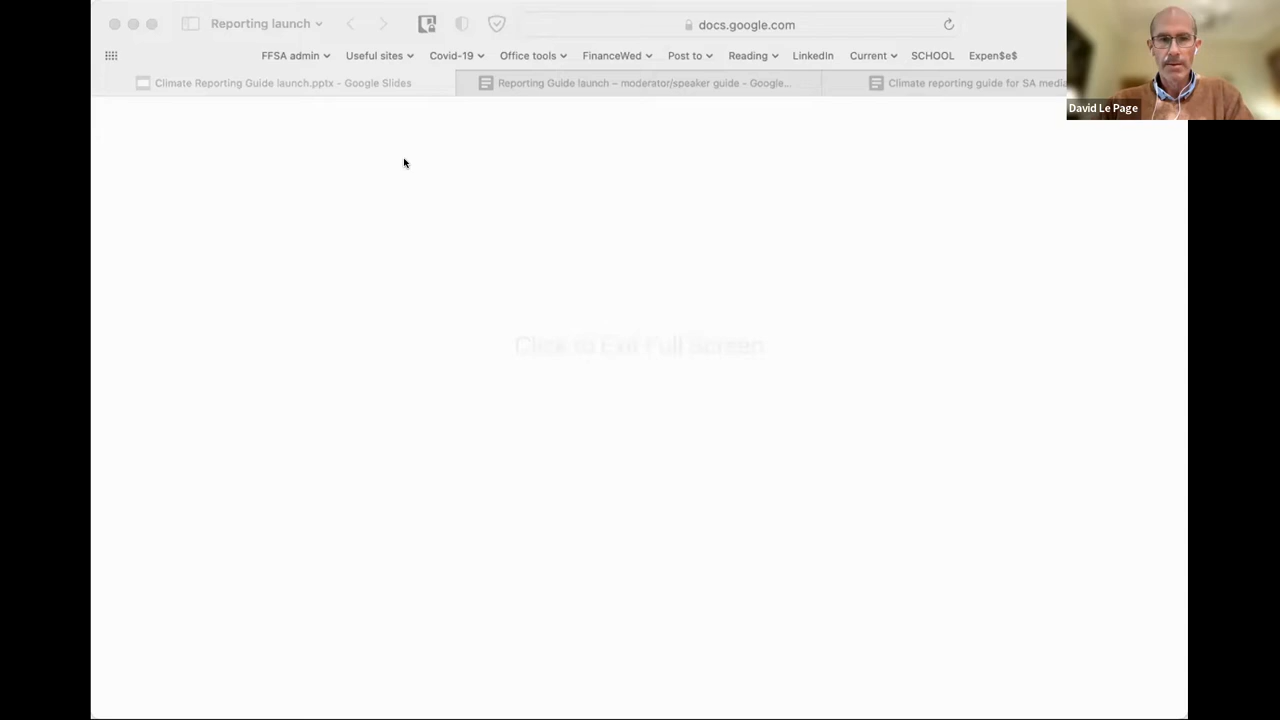 Reporting launch
docs.google.com
FFSA admin Useful sites Covid-19 Office tools FinanceWed Post to Reading LinkedIn Current SCHOOL Expen$e$
Climate Reporting Guide launch.pptx - Google Slides
Reporting Guide launch – moderator/speaker guide - Google...
Climate reporting guide for SA media
David Le Page
Click to Exit Full Screen